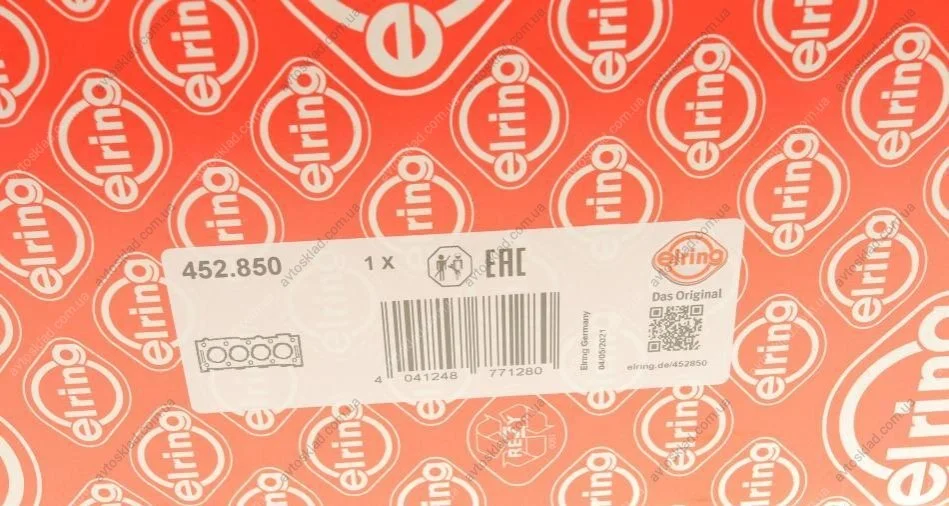 452.850
1 X
EAC
elring
Das Original
elring.de/452850
Elring Germany
04/05/2021
4 041248 771280
elring
avtosklad.com.ua